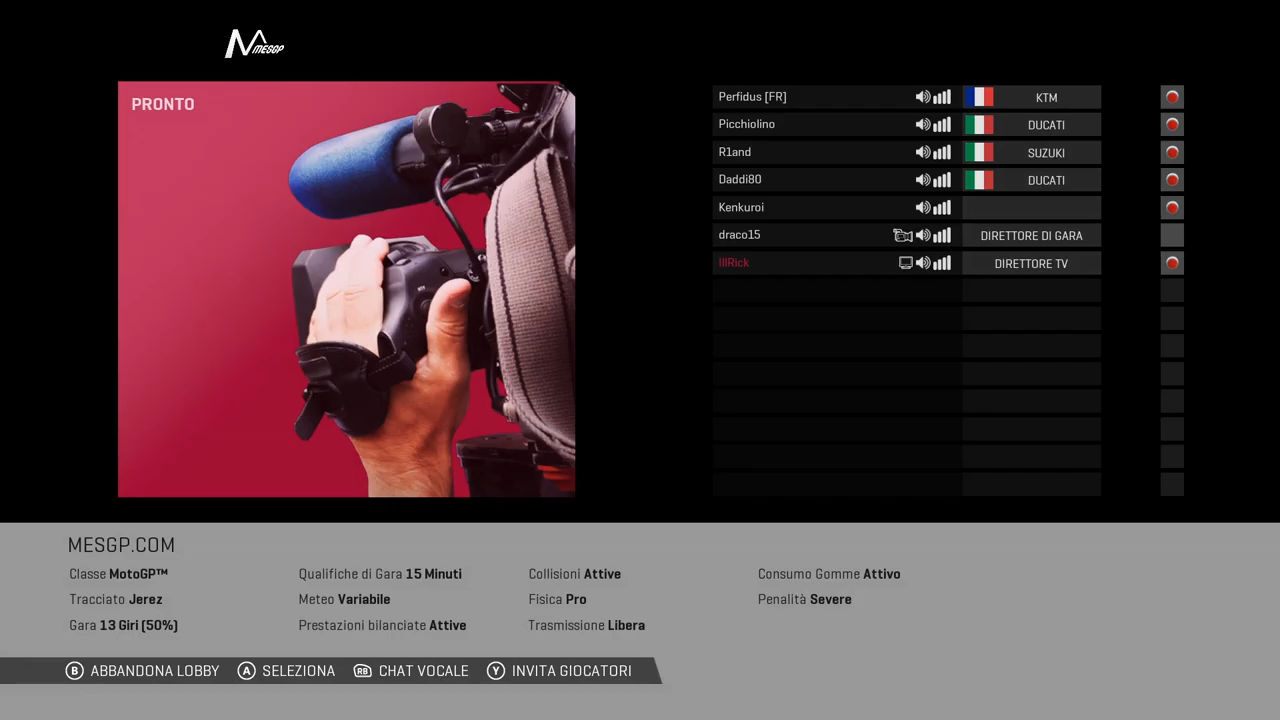 MESGP
PRONTO
Perfidus [FR] KTM
Picchiolino DUCATI
R1and SUZUKI
Daddi80 DUCATI
Kenkuroi
draco15 DIRETTORE DI GARA
IllRick DIRETTORE TV
MESGP.COM
Classe MotoGP™ Qualifiche di Gara 15 Minuti Collisioni Attive Consumo Gomme Attivo
Tracciato Jerez Meteo Variabile Fisica Pro Penalità Severe
Gara 13 Giri (50%) Prestazioni bilanciate Attive Trasmissione Libera
B ABBANDONA LOBBY A SELEZIONA RB CHAT VOCALE Y INVITA GIOCATORI